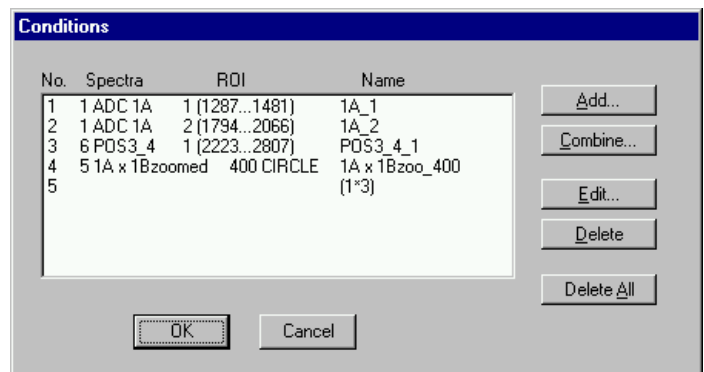 Conditions
No. Spectra ROI Name
1 1 ADC 1A 1 (1287...1481) 1A_1
2 1 ADC 1A 2 (1794...2066) 1A_2
3 6 POS3_4 1 (2223...2807) POS3_4_1
4 5 1A x 1Bzoomed 400 CIRCLE 1A x 1Bzoo_400
5 (1*3)
Add...
Combine...
Edit...
Delete
Delete All
OK Cancel